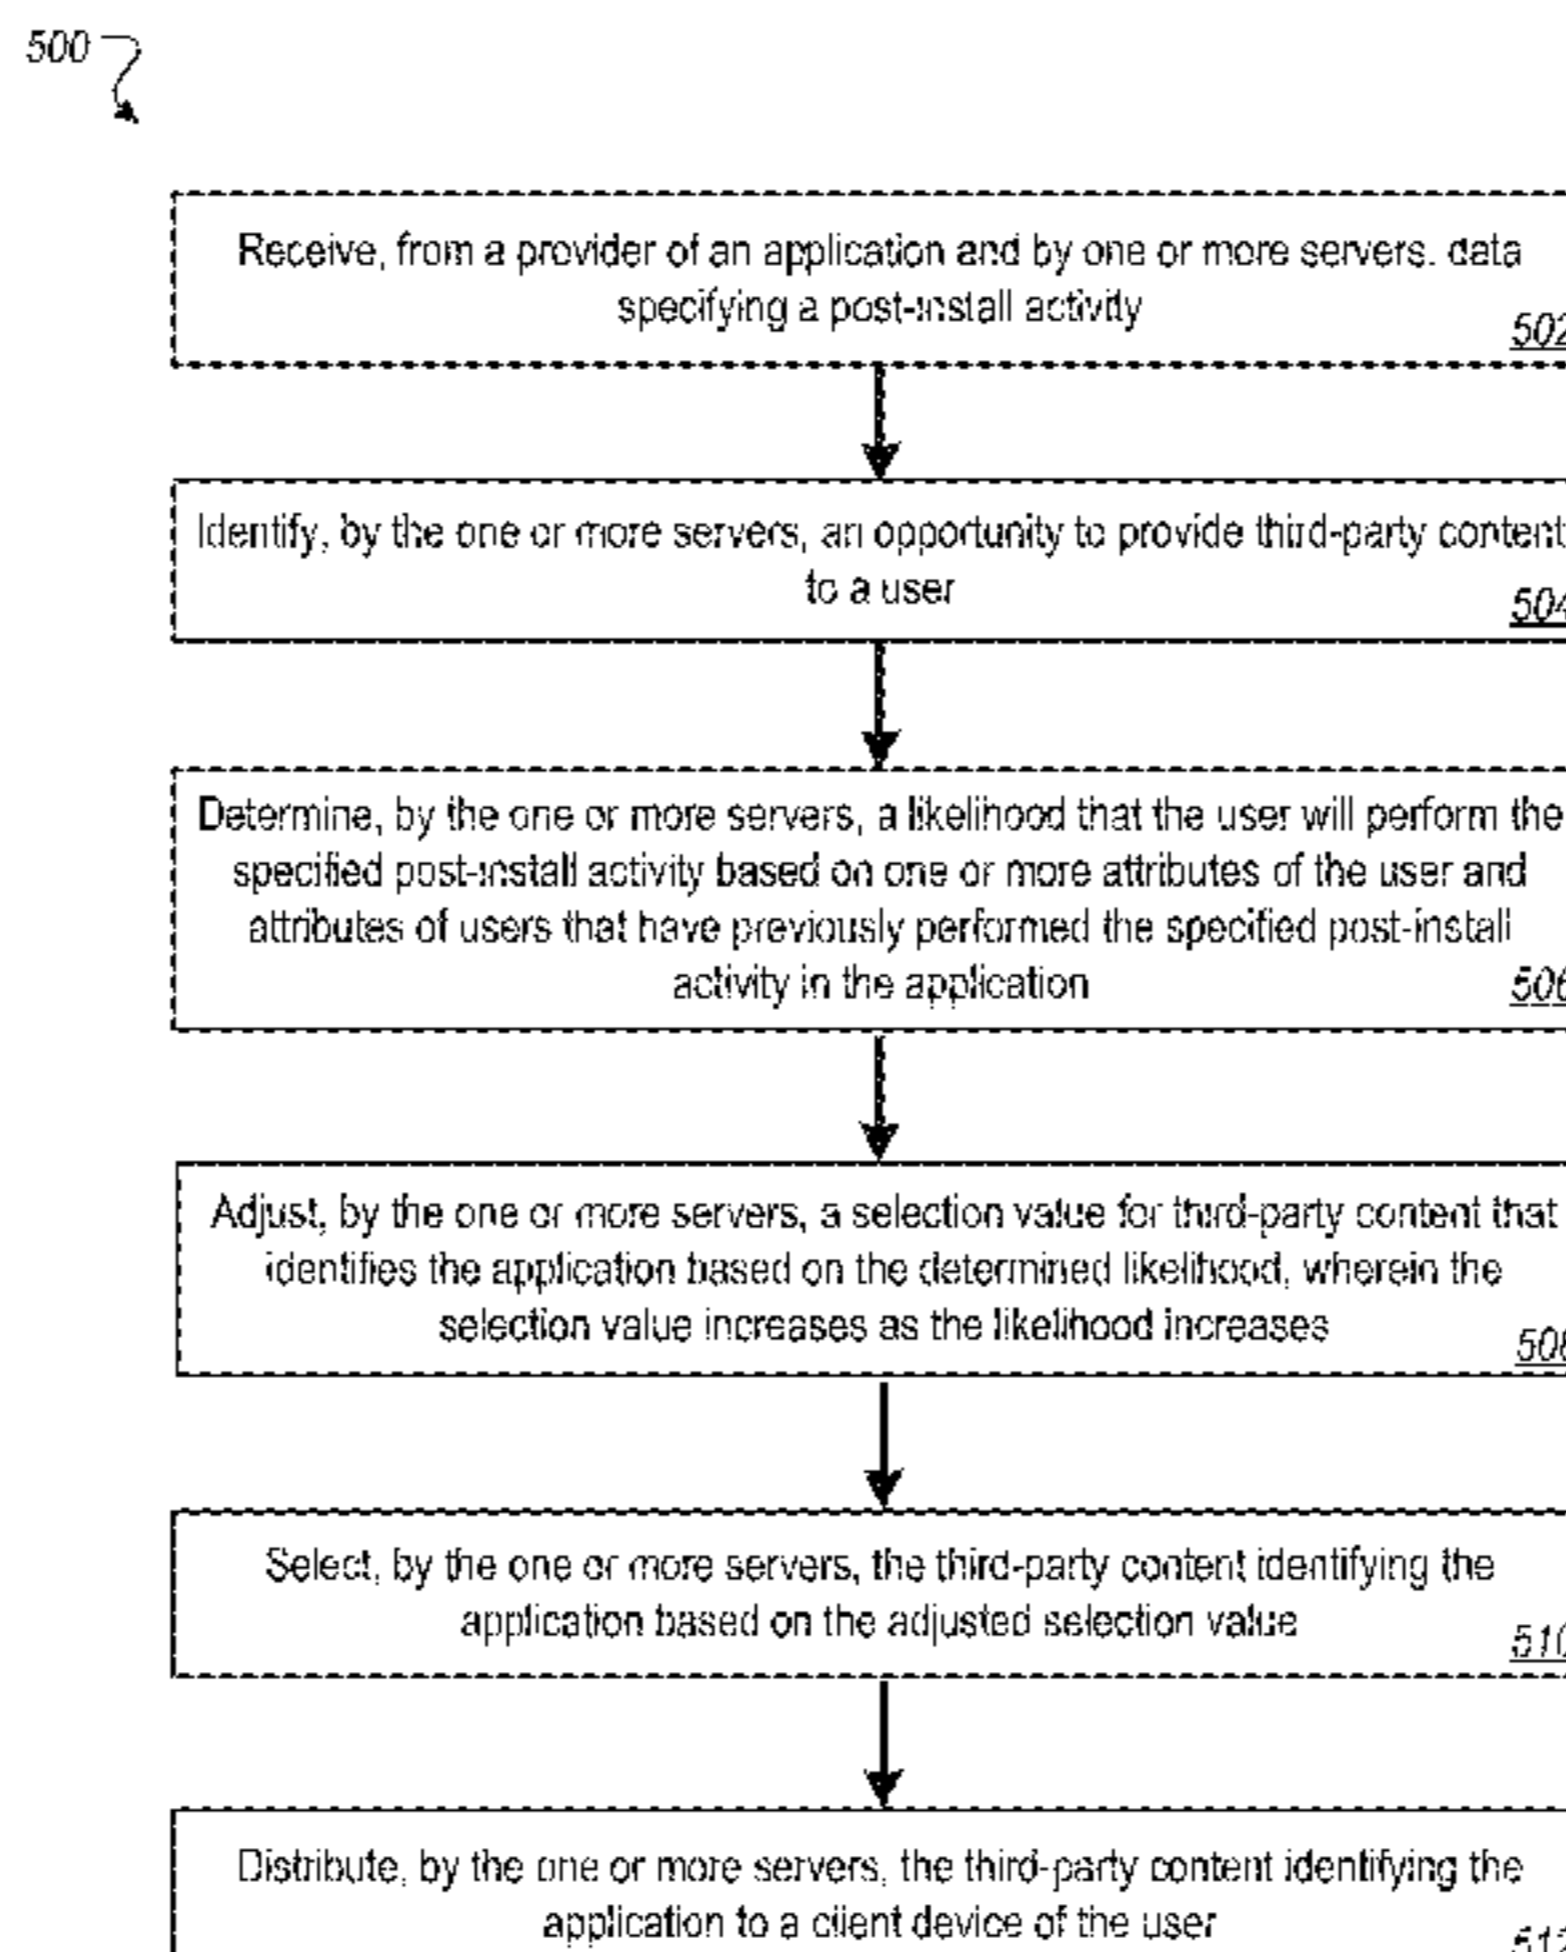 500
Receive, from a provider of an application and by one or more servers, data
specifying a post-install activity
502
Identify, by the one or more servers, an opportunity to provide third-party content
to a user
504
Determine, by the one or more servers, a likelihood that the user will perform the
specified post-install activity based on one or more attributes of the user and
attributes of users that have previously performed the specified post-install
activity in the application
506
Adjust, by the one or more servers, a selection value for third-party content that
identifies the application based on the determined likelihood, wherein the
selection value increases as the likelihood increases
508
Select, by the one or more servers, the third-party content identifying the
application based on the adjusted selection value
510
Distribute, by the one or more servers, the third-party content identifying the
application to a client device of the user
512